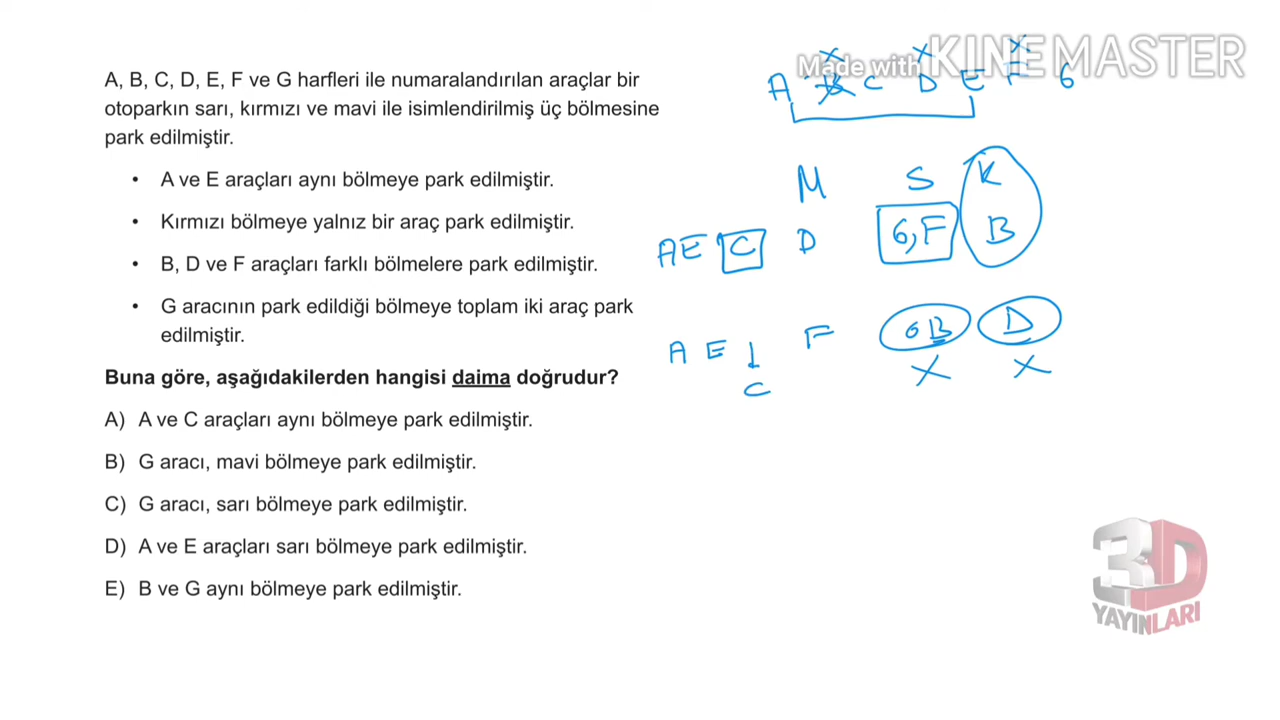 Made with KINEMASTER
A, B, C, D, E, F ve G harfleri ile numaralandırılan araçlar bir
otoparkın sarı, kırmızı ve mavi ile isimlendirilmiş üç bölmesine
park edilmiştir.
• A ve E araçları aynı bölmeye park edilmiştir.
• Kırmızı bölmeye yalnız bir araç park edilmiştir.
• B, D ve F araçları farklı bölmelere park edilmiştir.
• G aracının park edildiği bölmeye toplam iki araç park
edilmiştir.
Buna göre, aşağıdakilerden hangisi daima doğrudur?
A) A ve C araçları aynı bölmeye park edilmiştir.
B) G aracı, mavi bölmeye park edilmiştir.
C) G aracı, sarı bölmeye park edilmiştir.
D) A ve E araçları sarı bölmeye park edilmiştir.
E) B ve G aynı bölmeye park edilmiştir.
x x x
A B C D E F G
M S K
A E C D G, F B
A E F G B D
C x x
3D
YAYINLARI